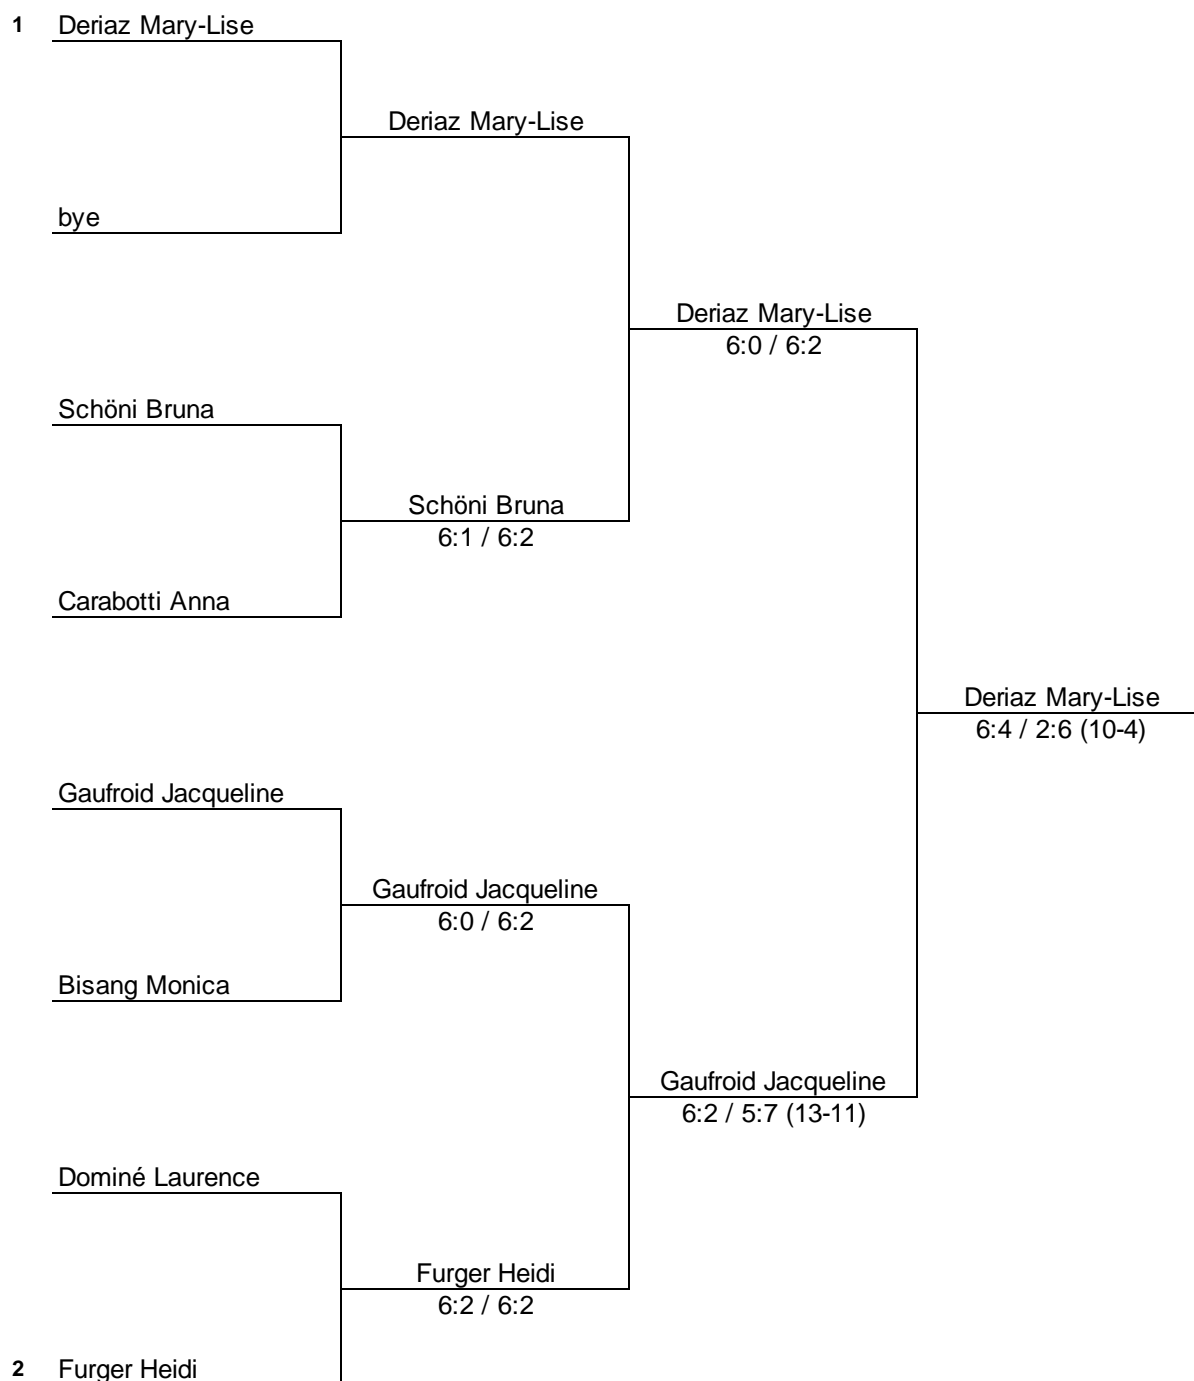 1 Deriaz Mary-Lise
Deriaz Mary-Lise
bye
Deriaz Mary-Lise
6:0 / 6:2
Schöni Bruna
Schöni Bruna
6:1 / 6:2
Carabotti Anna
Deriaz Mary-Lise
6:4 / 2:6 (10-4)
Gaufroid Jacqueline
Gaufroid Jacqueline
6:0 / 6:2
Bisang Monica
Gaufroid Jacqueline
6:2 / 5:7 (13-11)
Dominé Laurence
Furger Heidi
6:2 / 6:2
2 Furger Heidi